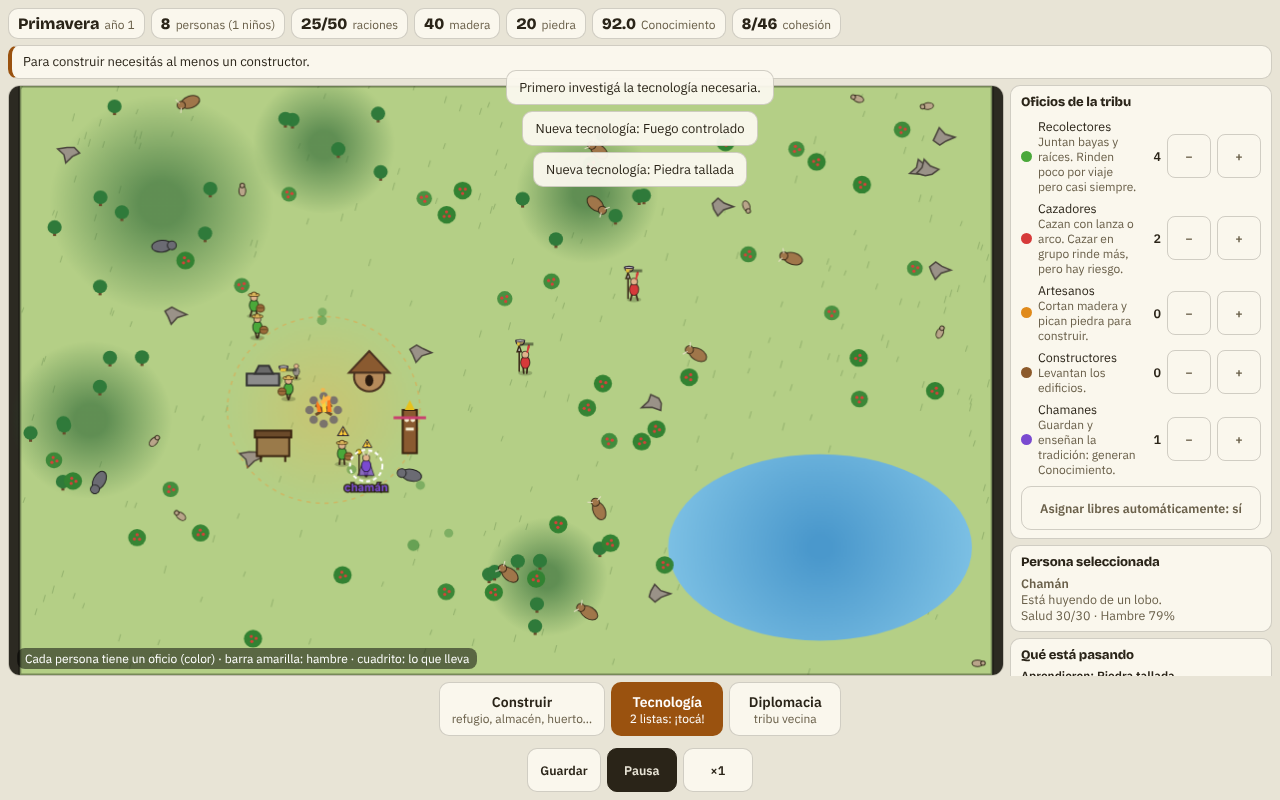 Primavera año 1
8 personas (1 niños)
25/50 raciones
40 madera
20 piedra
92.0 Conocimiento
8/46 cohesión
Para construir necesitás al menos un constructor.
Primero investigá la tecnología necesaria.
Nueva tecnología: Fuego controlado
Nueva tecnología: Piedra tallada
chamán
Cada persona tiene un oficio (color) · barra amarilla: hambre · cuadrito: lo que lleva
Oficios de la tribu
Recolectores
Juntan bayas y
raíces. Rinden
poco por viaje
pero casi siempre.
4 − +
Cazadores
Cazan con lanza o
arco. Cazar en
grupo rinde más,
pero hay riesgo.
2 − +
Artesanos
Cortan madera y
pican piedra para
construir.
0 − +
Constructores
Levantan los
edificios.
0 − +
Chamanes
Guardan y
enseñan la
tradición: generan
Conocimiento.
1 − +
Asignar libres automáticamente: sí
Persona seleccionada
Chamán
Está huyendo de un lobo.
Salud 30/30 · Hambre 79%
Qué está pasando
Aprendieron: Piedra tallada
Construir
refugio, almacén, huerto...
Tecnología
2 listas: ¡tocá!
Diplomacia
tribu vecina
Guardar
Pausa
×1